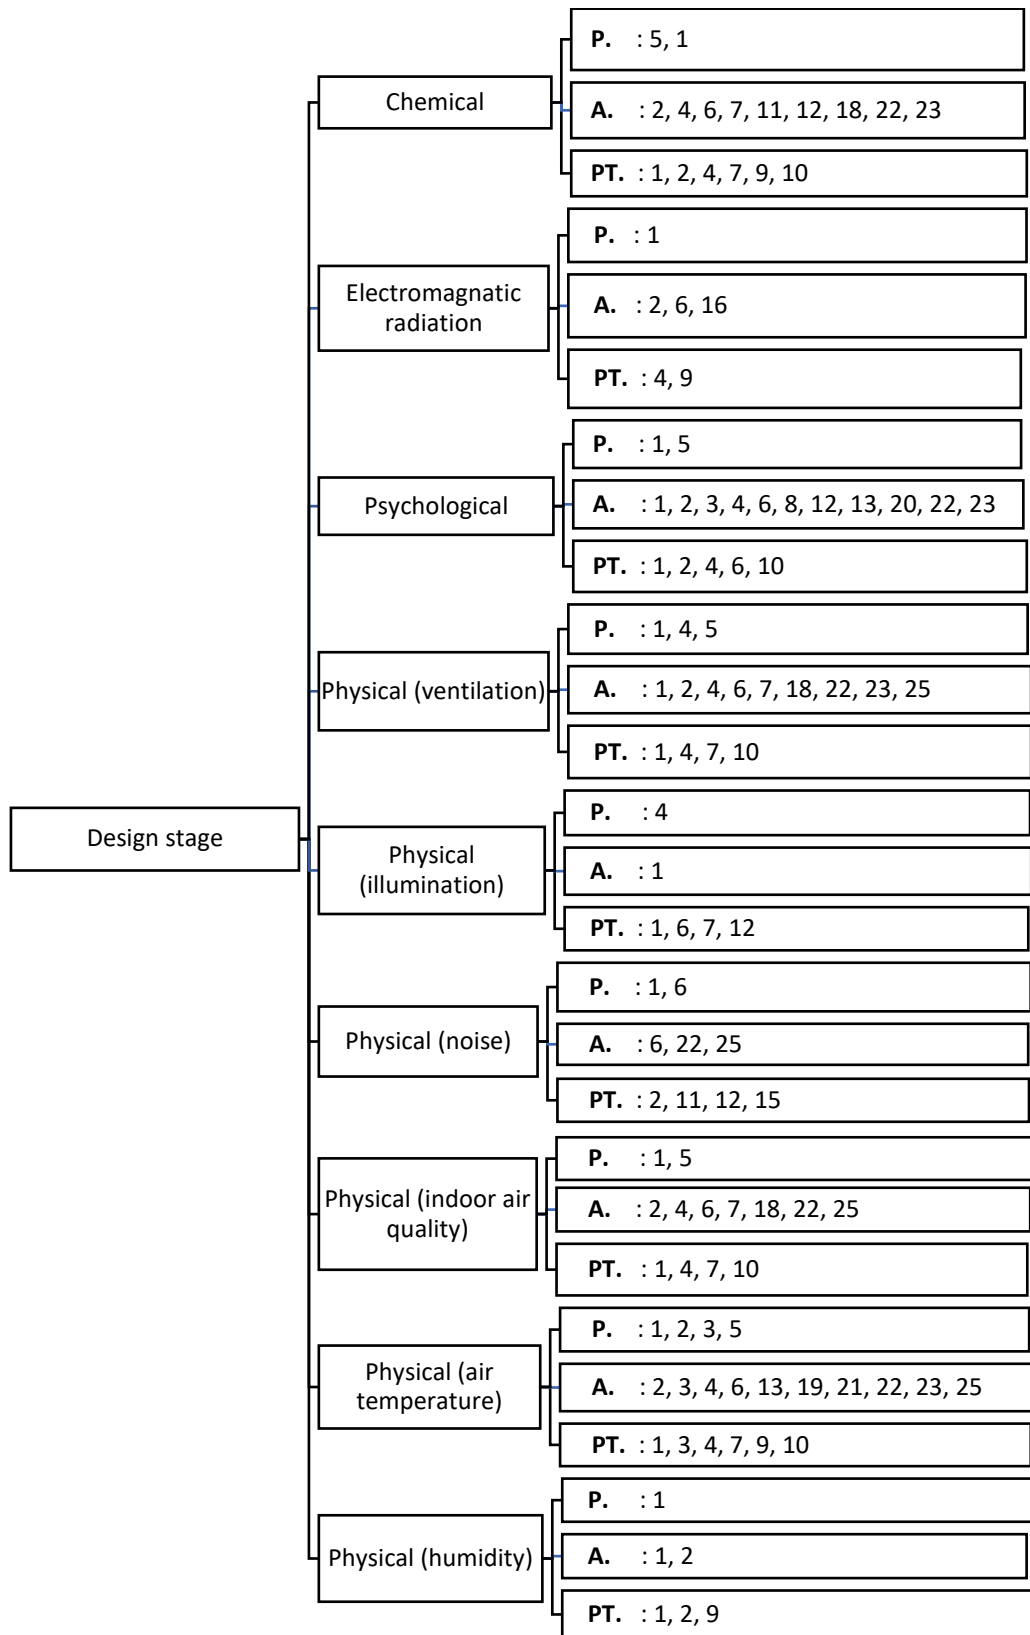 Design stage
Chemical
P. : 5, 1
A. : 2, 4, 6, 7, 11, 12, 18, 22, 23
PT. : 1, 2, 4, 7, 9, 10
Electromagnatic
radiation
P. : 1
A. : 2, 6, 16
PT. : 4, 9
Psychological
P. : 1, 5
A. : 1, 2, 3, 4, 6, 8, 12, 13, 20, 22, 23
PT. : 1, 2, 4, 6, 10
Physical (ventilation)
P. : 1, 4, 5
A. : 1, 2, 4, 6, 7, 18, 22, 23, 25
PT. : 1, 4, 7, 10
Physical
(illumination)
P. : 4
A. : 1
PT. : 1, 6, 7, 12
Physical (noise)
P. : 1, 6
A. : 6, 22, 25
PT. : 2, 11, 12, 15
Physical (indoor air
quality)
P. : 1, 5
A. : 2, 4, 6, 7, 18, 22, 25
PT. : 1, 4, 7, 10
Physical (air
temperature)
P. : 1, 2, 3, 5
A. : 2, 3, 4, 6, 13, 19, 21, 22, 23, 25
PT. : 1, 3, 4, 7, 9, 10
Physical (humidity)
P. : 1
A. : 1, 2
PT. : 1, 2, 9